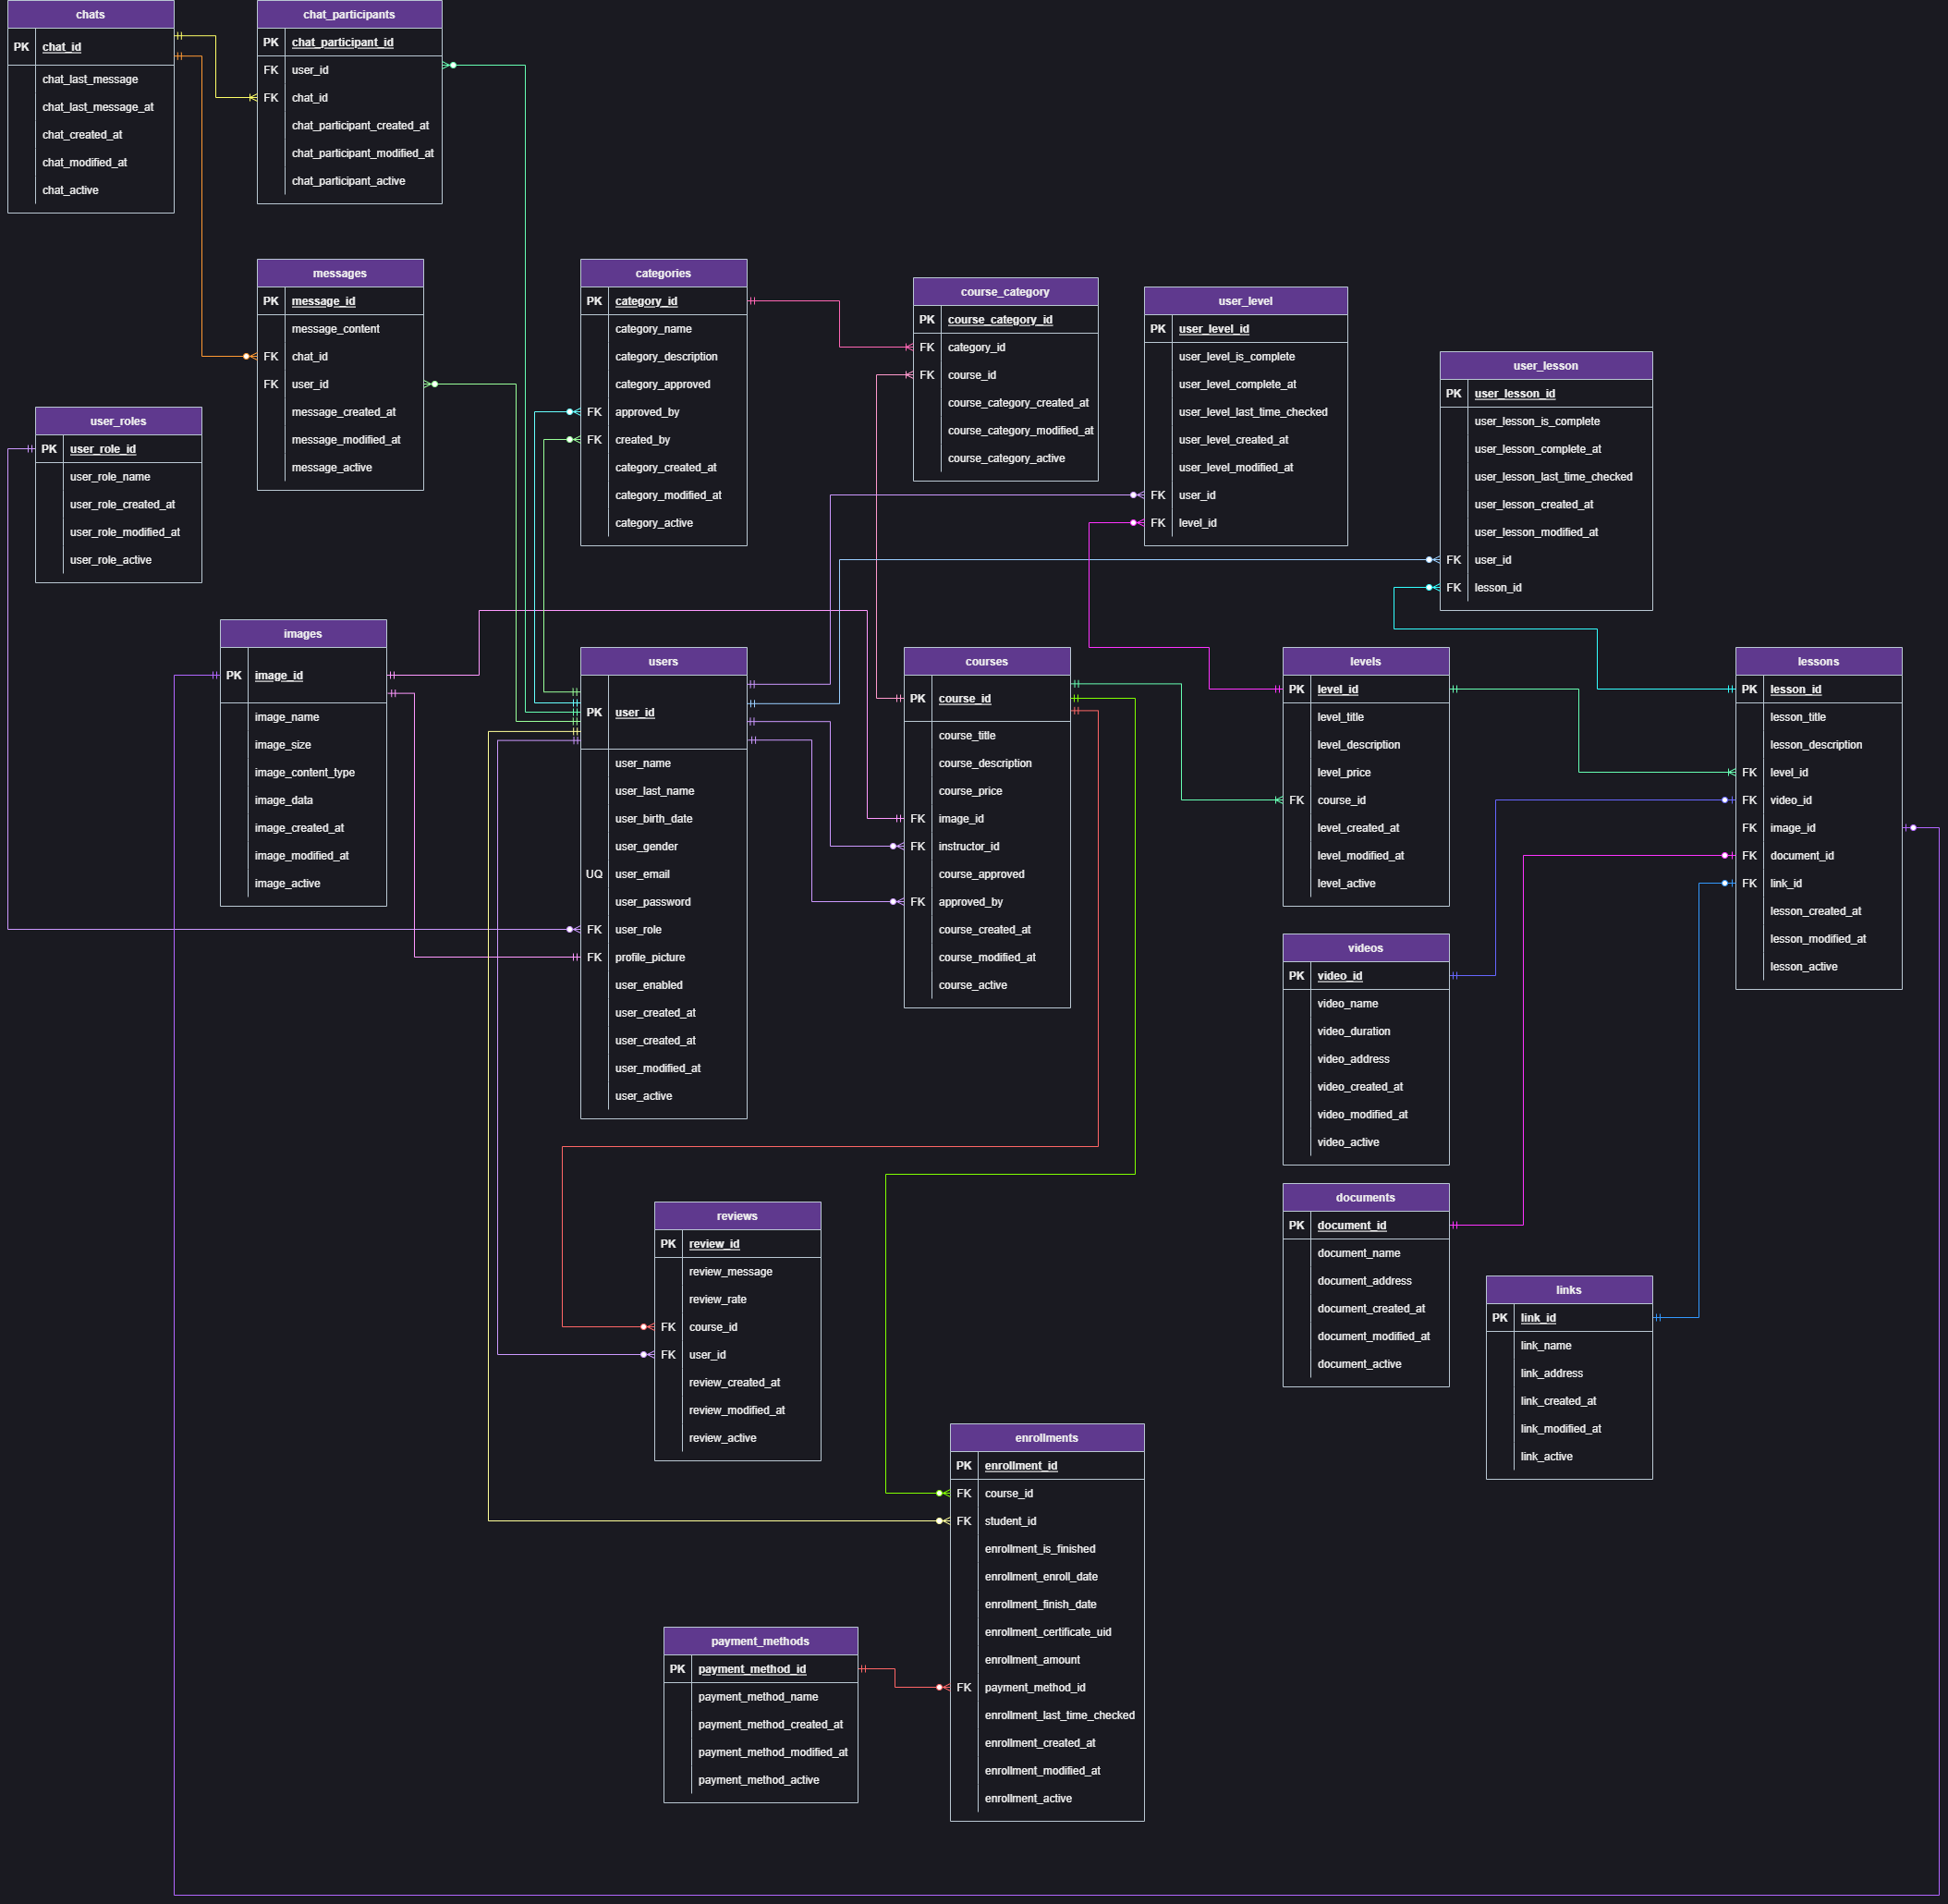 chats
PK chat_id
chat_last_message
chat_last_message_at
chat_created_at
chat_modified_at
chat_active
chat_participants
PK chat_participant_id
FK user_id
FK chat_id
chat_participant_created_at
chat_participant_modified_at
chat_participant_active
messages
PK message_id
message_content
FK chat_id
FK user_id
message_created_at
message_modified_at
message_active
categories
PK category_id
category_name
category_description
category_approved
FK approved_by
FK created_by
category_created_at
category_modified_at
category_active
course_category
PK course_category_id
FK category_id
FK course_id
course_category_created_at
course_category_modified_at
course_category_active
user_level
PK user_level_id
user_level_is_complete
user_level_complete_at
user_level_last_time_checked
user_level_created_at
user_level_modified_at
FK user_id
FK level_id
user_lesson
PK user_lesson_id
user_lesson_is_complete
user_lesson_complete_at
user_lesson_last_time_checked
user_lesson_created_at
user_lesson_modified_at
FK user_id
FK lesson_id
user_roles
PK user_role_id
user_role_name
user_role_created_at
user_role_modified_at
user_role_active
images
PK image_id
image_name
image_size
image_content_type
image_data
image_created_at
image_modified_at
image_active
users
PK user_id
user_name
user_last_name
user_birth_date
user_gender
UQ user_email
user_password
FK user_role
FK profile_picture
user_enabled
user_created_at
user_created_at
user_modified_at
user_active
courses
PK course_id
course_title
course_description
course_price
FK image_id
FK instructor_id
course_approved
FK approved_by
course_created_at
course_modified_at
course_active
levels
PK level_id
level_title
level_description
level_price
FK course_id
level_created_at
level_modified_at
level_active
lessons
PK lesson_id
lesson_title
lesson_description
FK level_id
FK video_id
FK image_id
FK document_id
FK link_id
lesson_created_at
lesson_modified_at
lesson_active
videos
PK video_id
video_name
video_duration
video_address
video_created_at
video_modified_at
video_active
documents
PK document_id
document_name
document_address
document_created_at
document_modified_at
document_active
links
PK link_id
link_name
link_address
link_created_at
link_modified_at
link_active
reviews
PK review_id
review_message
review_rate
FK course_id
FK user_id
review_created_at
review_modified_at
review_active
enrollments
PK enrollment_id
FK course_id
FK student_id
enrollment_is_finished
enrollment_enroll_date
enrollment_finish_date
enrollment_certificate_uid
enrollment_amount
FK payment_method_id
enrollment_last_time_checked
enrollment_created_at
enrollment_modified_at
enrollment_active
payment_methods
PK payment_method_id
payment_method_name
payment_method_created_at
payment_method_modified_at
payment_method_active